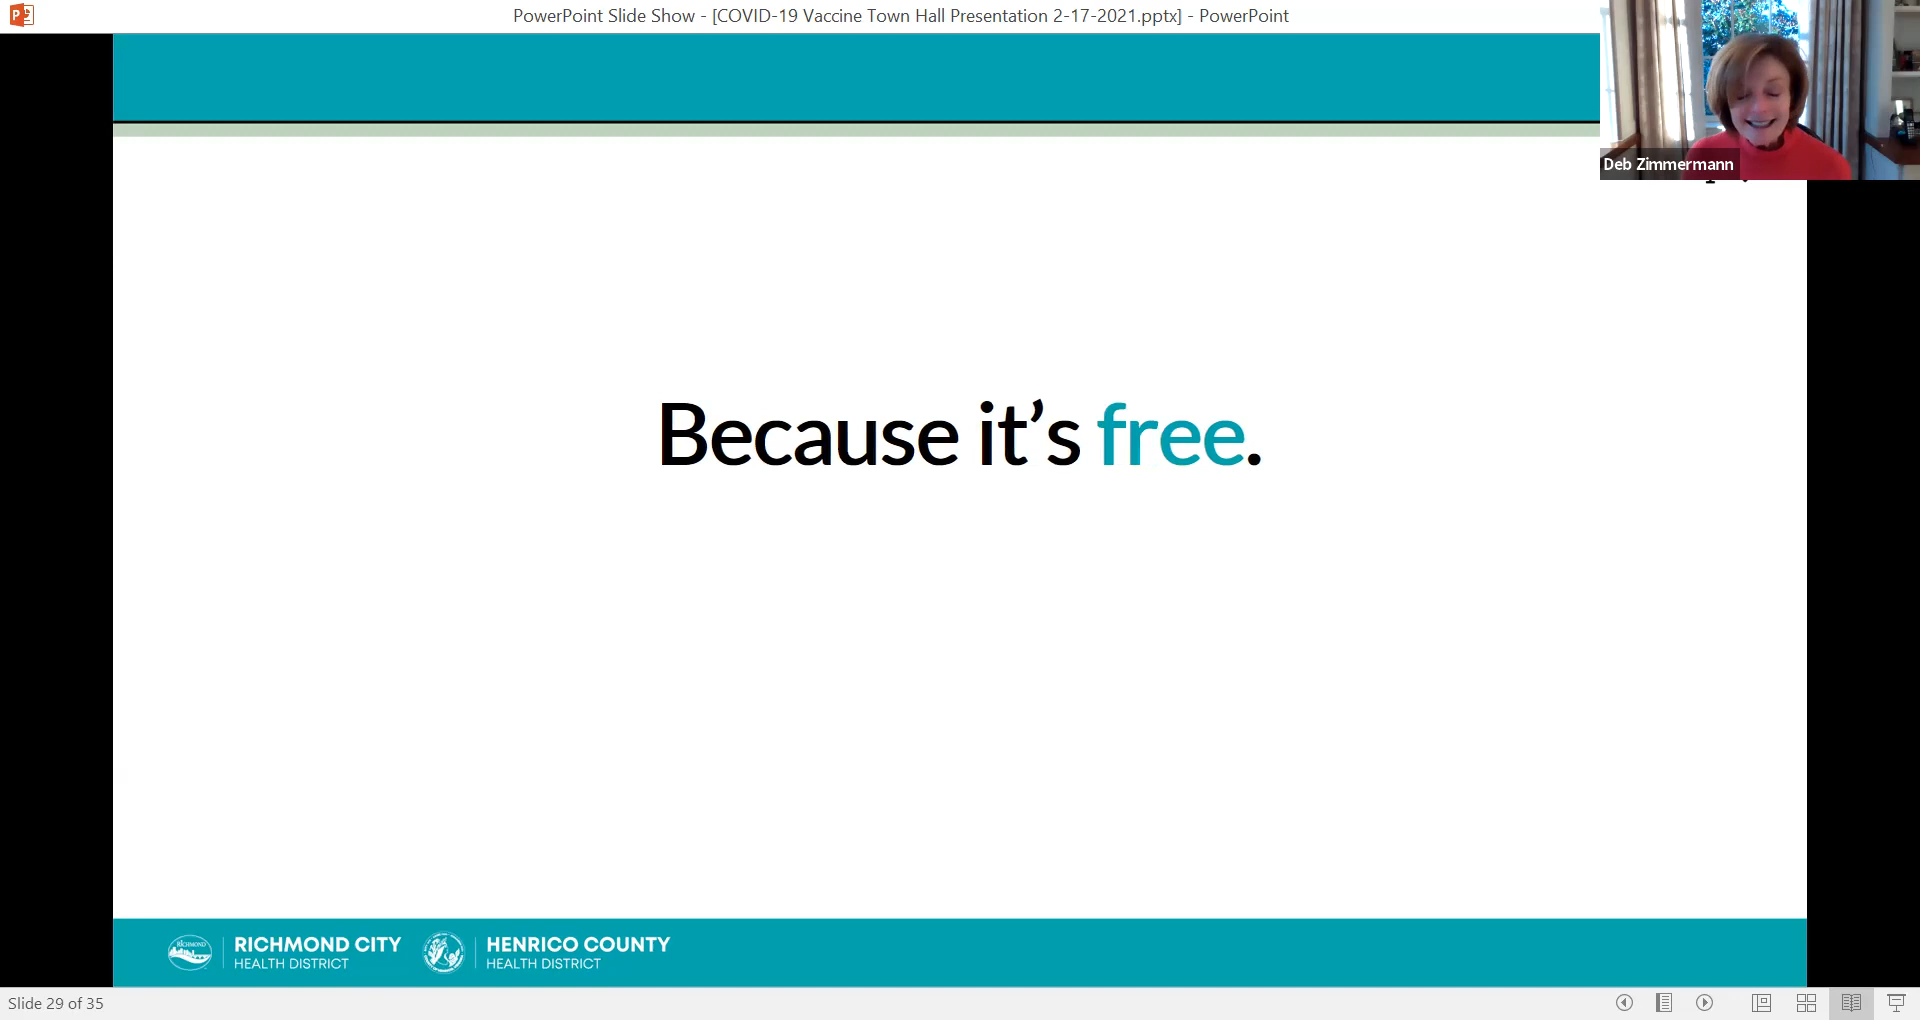 PowerPoint Slide Show - [COVID-19 Vaccine Town Hall Presentation 2-17-2021.pptx] - PowerPoint
Deb Zimmermann
Because it’s free.
RICHMOND
RICHMOND CITY
HEALTH DISTRICT
HENRICO COUNTY
HEALTH DISTRICT
Slide 29 of 35